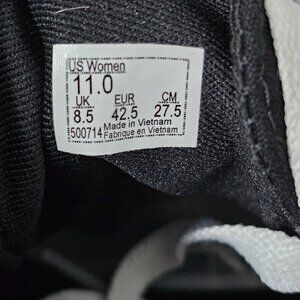 US Women
11.0
UK EUR CM
8.5 42.5 27.5
500714 Made in Vietnam
Fabrique en Vietnam